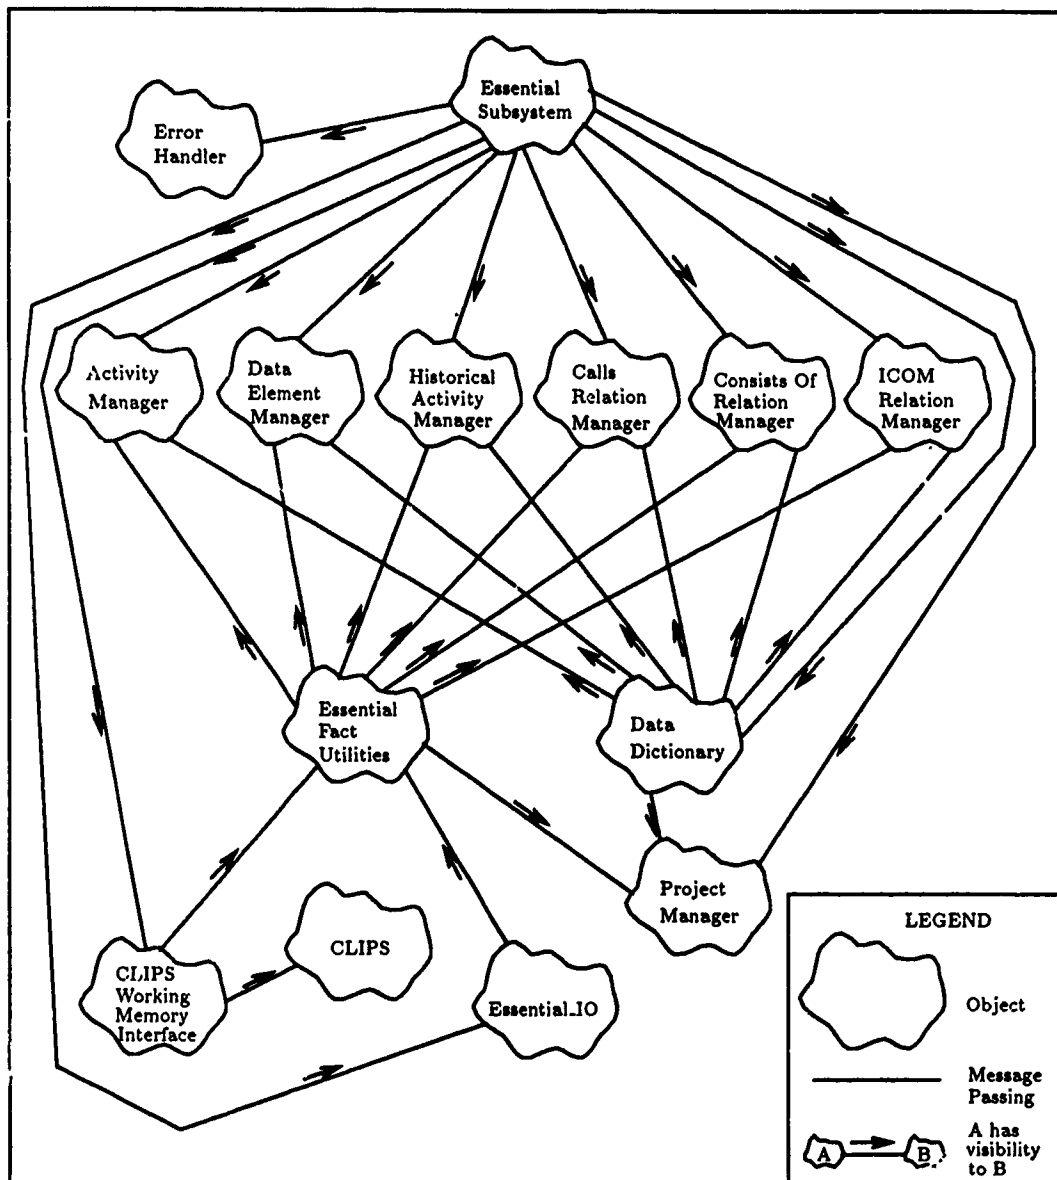 Essential
Subsystem
Error
Handler
Activity
Manager
Data
Element
Manager
Historical
Activity
Manager
Calls
Relation
Manager
Consists Of
Relation
Manager
ICOM
Relation
Manager
Essential
Fact
Utilities
Data
Dictionary
Project
Manager
CLIPS
CLIPS
Working
Memory
Interface
Essential_IO
LEGEND
Object
Message
Passing
A
B
A has
visibility
to B